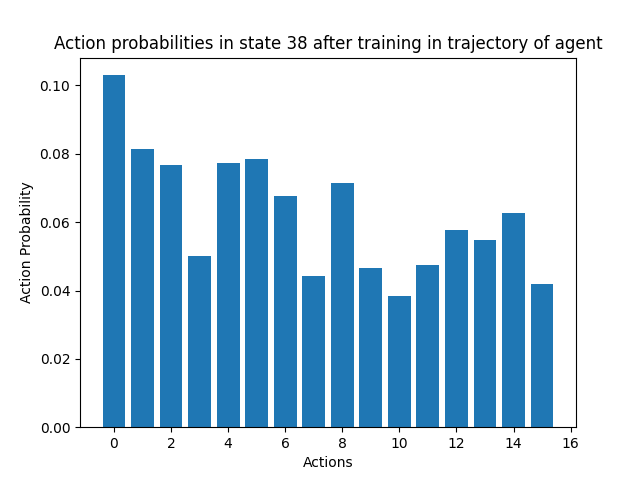 Action probabilities in state 38 after training in trajectory of agent
Action Probability
0.10
0.08
0.06
0.04
0.02
0.00
0 2 4 6 8 10 12 14 16
Actions